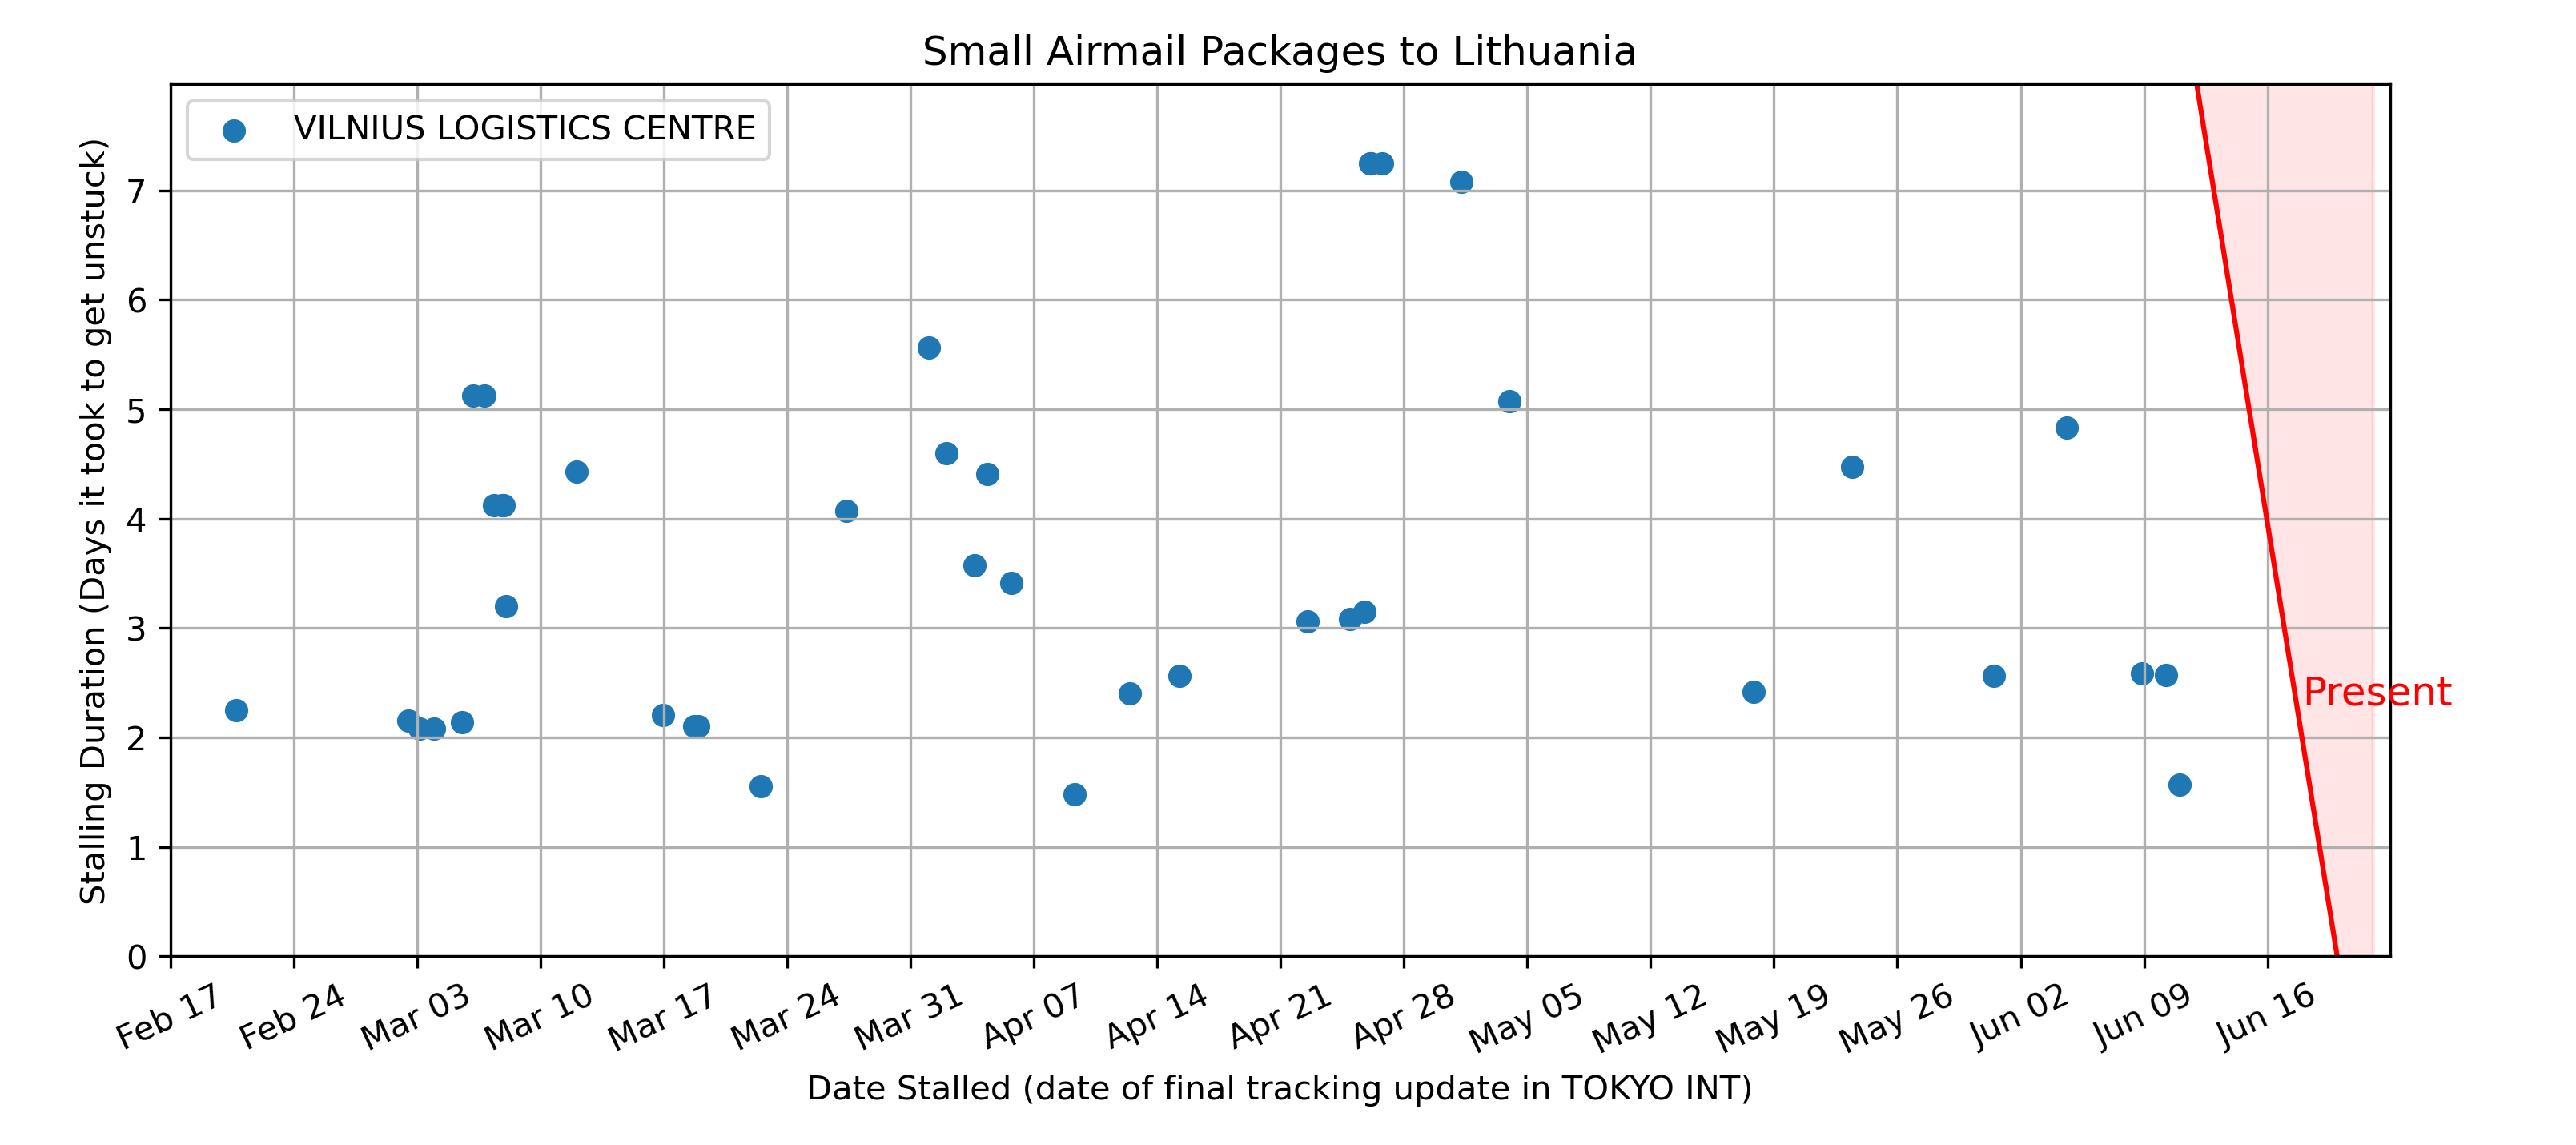 Small Airmail Packages to Lithuania
VILNIUS LOGISTICS CENTRE
Stalling Duration (Days it took to get unstuck)
7
6
5
4
3
2
1
0
Present
Feb 17
Feb 24
Mar 03
Mar 10
Mar 17
Mar 24
Mar 31
Apr 07
Apr 14
Apr 21
Apr 28
May 05
May 12
May 19
May 26
Jun 02
Jun 09
Jun 16
Date Stalled (date of final tracking update in TOKYO INT)